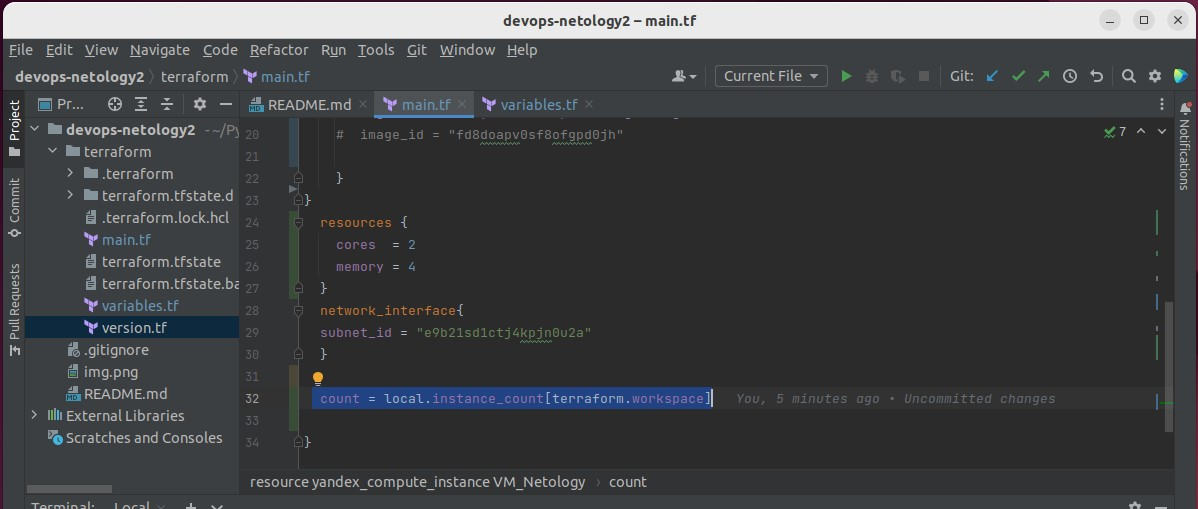 devops-netology2 – main.tf
File Edit View Navigate Code Refactor Run Tools Git Window Help
devops-netology2 terraform main.tf Current File Git:
Project
Commit
Pull Requests
Pr...
devops-netology2 ~/Py
terraform
.terraform
terraform.tfstate.d
.terraform.lock.hcl
main.tf
terraform.tfstate
terraform.tfstate.ba
variables.tf
version.tf
.gitignore
img.png
README.md
External Libraries
Scratches and Consoles
README.md main.tf variables.tf
20 # image_id = "fd8doapv0sf8ofgpd0jh"
7
21
22 }
23 }
24 resources {
25 cores = 2
26 memory = 4
27 }
28 network_interface{
29 subnet_id = "e9b21sd1ctj4kpjn0u2a"
30 }
31
32 count = local.instance_count[terraform.workspace] You, 5 minutes ago • Uncommitted changes
33
34 }
resource yandex_compute_instance VM_Netology › count
Notifications
Terminal: Local